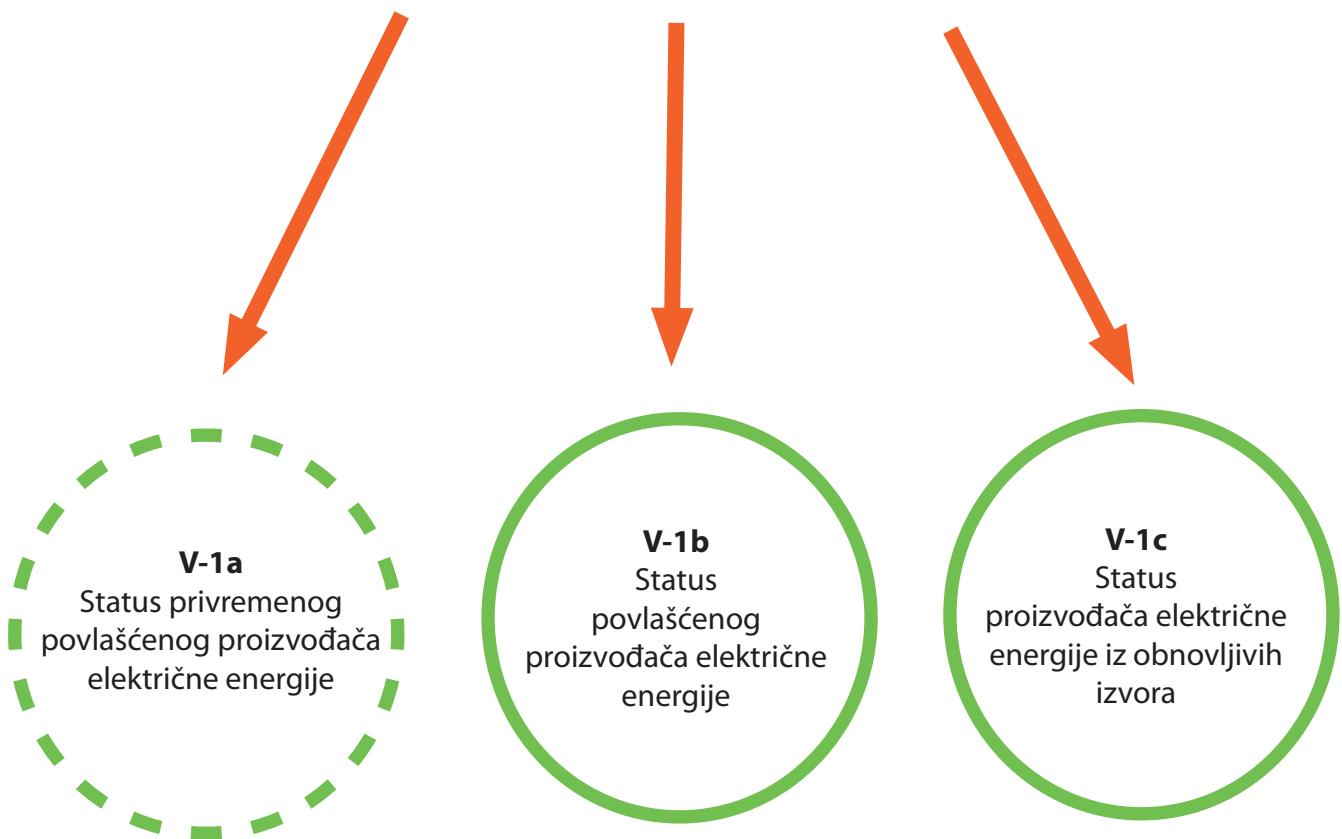 V-1a
Status privremenog
povlašćenog proizvođača
električne energije
V-1b
Status
povlašćenog
proizvođača električne
energije
V-1c
Status
proizvođača električne
energije iz obnovljivih
izvora